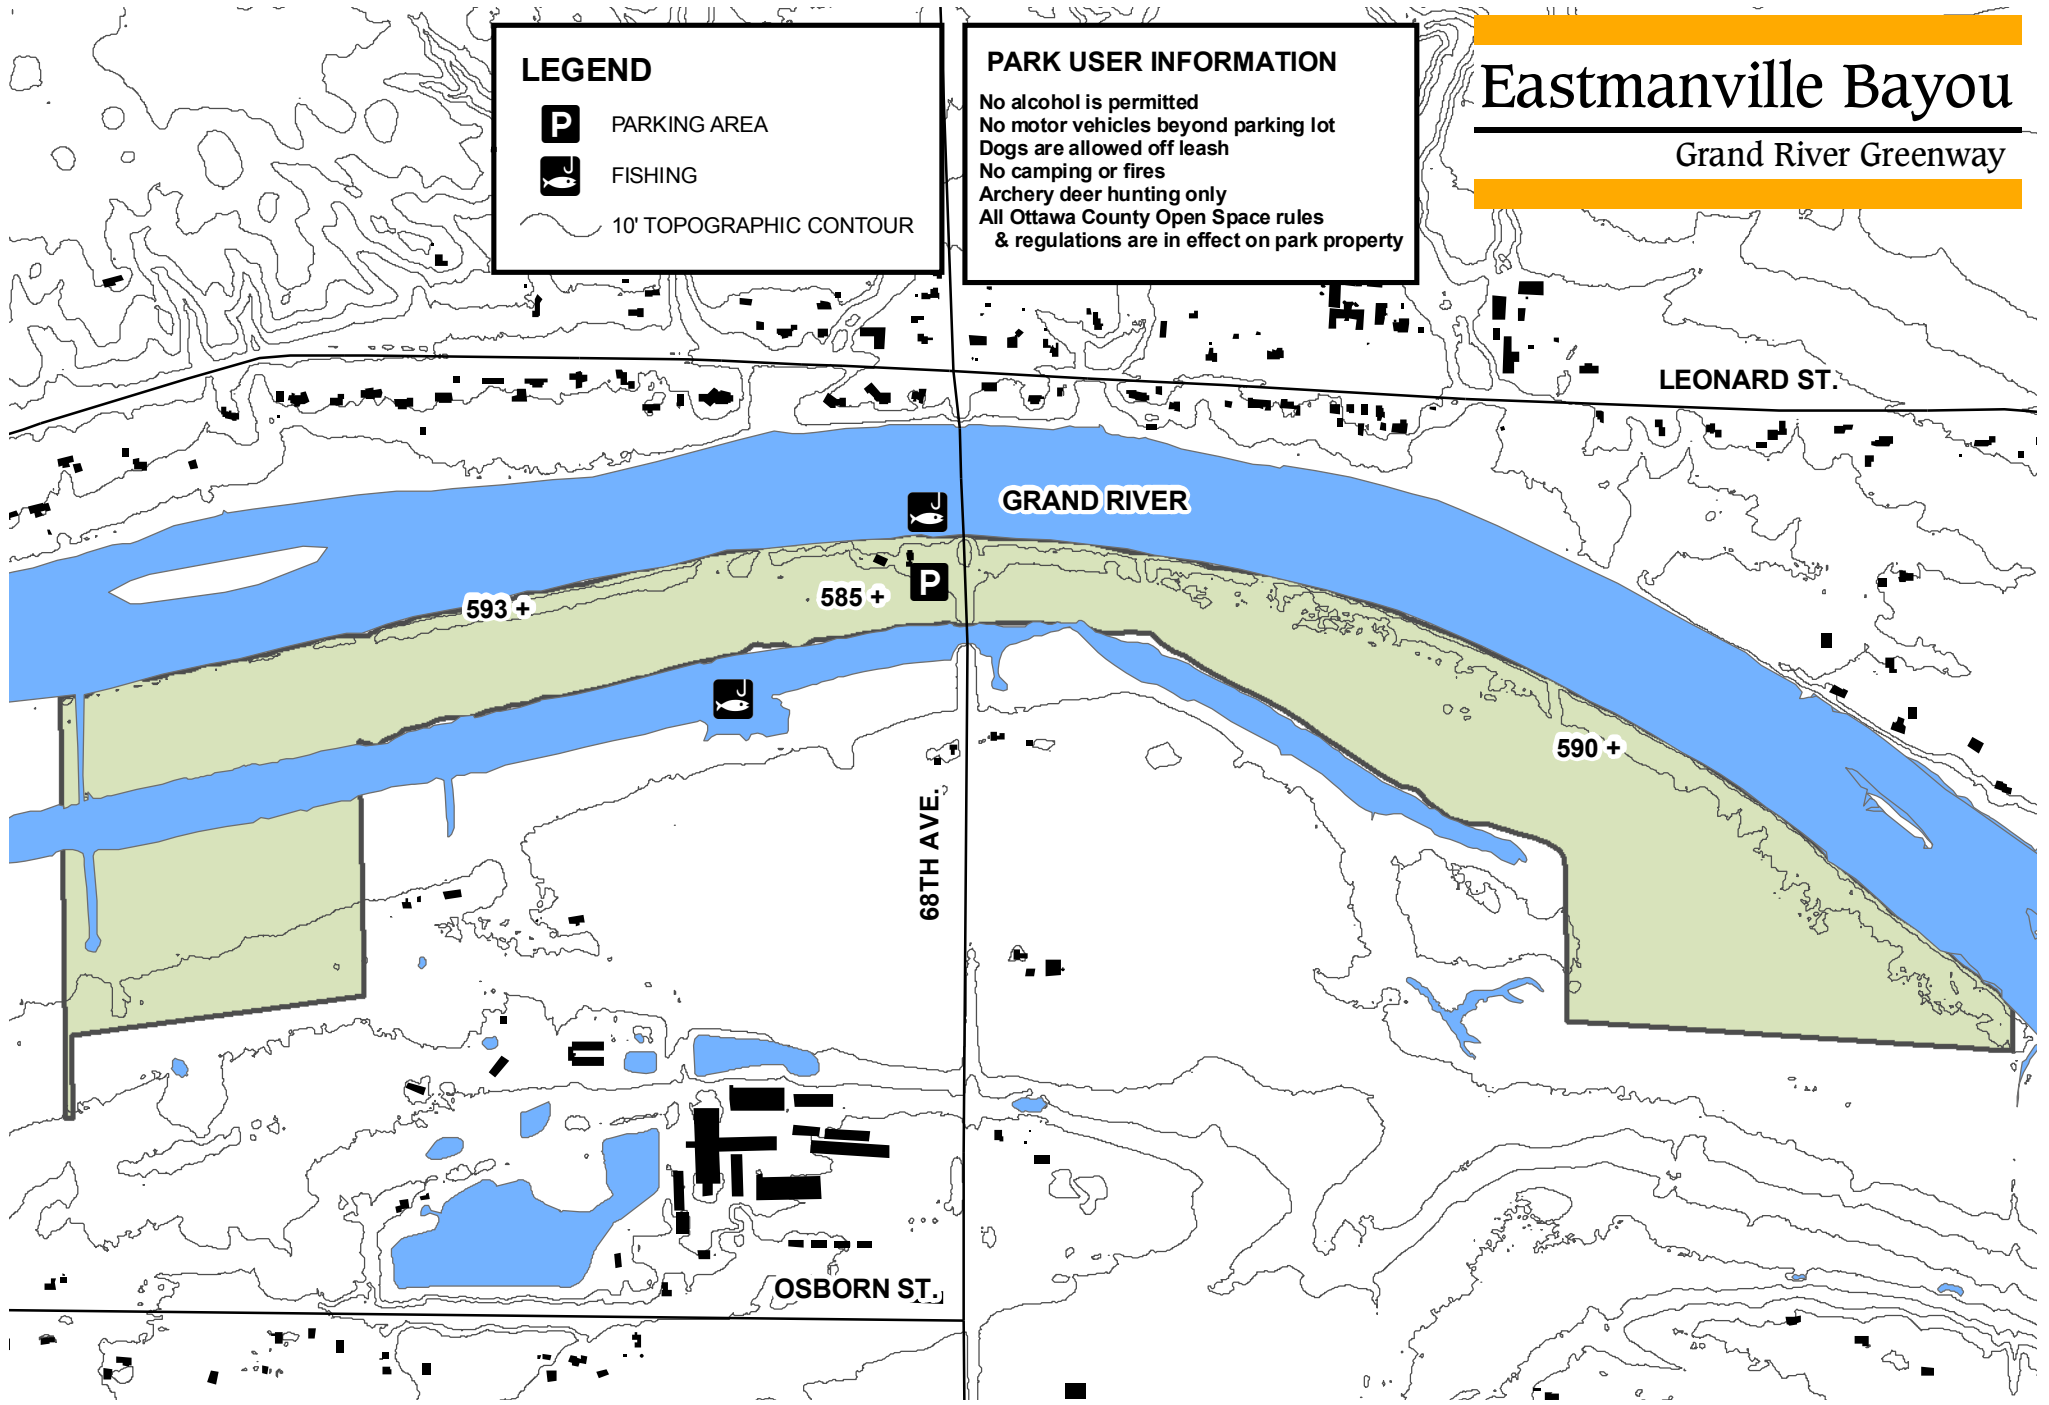 LEGEND
P PARKING AREA
FISHING
10' TOPOGRAPHIC CONTOUR
PARK USER INFORMATION
No alcohol is permitted
No motor vehicles beyond parking lot
Dogs are allowed off leash
No camping or fires
Archery deer hunting only
All Ottawa County Open Space rules
& regulations are in effect on park property
Eastmanville Bayou
Grand River Greenway
LEONARD ST.
GRAND RIVER
P
593 +
585 +
590 +
68TH AVE.
OSBORN ST.